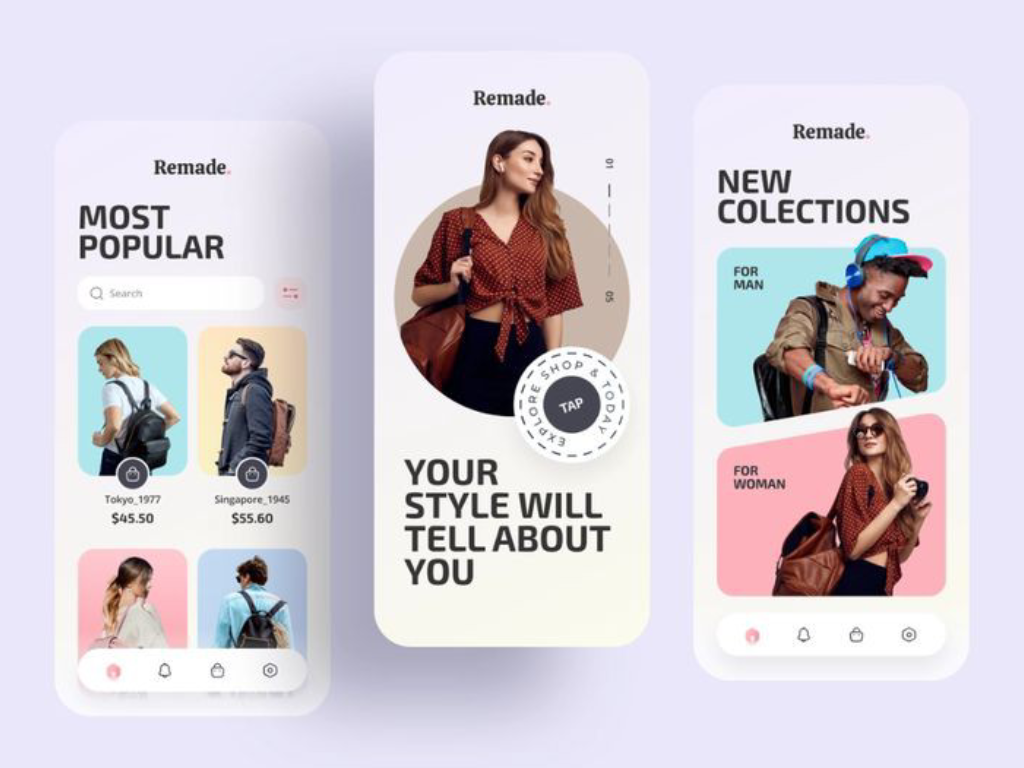 Remade.
MOST
POPULAR
Search
Tokyo_1977
$45.50
Singapore_1945
$55.60
Remade.
01
05
EXPLORE SHOP & TODAY
TAP
YOUR
STYLE WILL
TELL ABOUT
YOU
Remade.
NEW
COLECTIONS
FOR
MAN
FOR
WOMAN